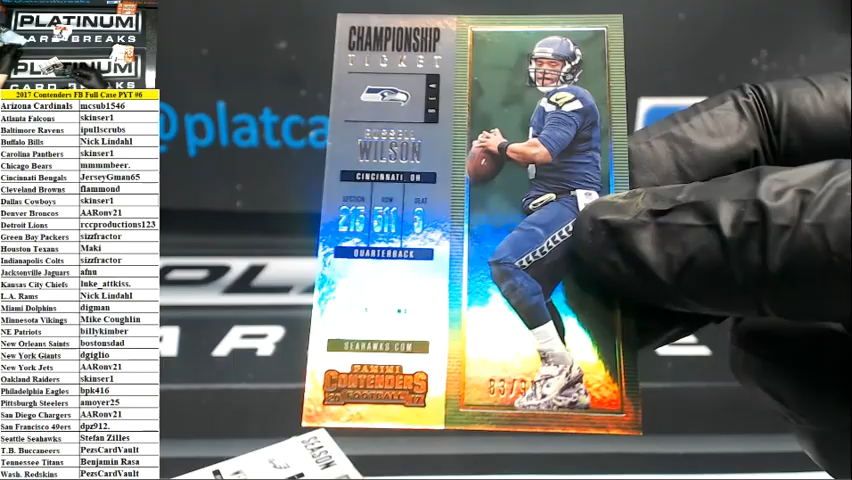 PLATINUM
2017 Contenders FB Full Case PYT #6
Arizona Cardinals mcsub1546
Atlanta Falcons skinser1
Baltimore Ravens ipullscrubs
Buffalo Bills Nick Lindahl
Carolina Panthers skinser1
Chicago Bears mmmmbeer.
Cincinnati Bengals JerseyGman65
Cleveland Browns flammond
Dallas Cowboys skinser1
Denver Broncos AARonv21
Detroit Lions rccproductions123
Green Bay Packers sizzfractor
Houston Texans Maki
Indianapolis Colts sizzfractor
Jacksonville Jaguars afnu
Kansas City Chiefs luke_attkiss.
L.A. Rams Nick Lindahl
Miami Dolphins digman
Minnesota Vikings Mike Coughlin
NE Patriots billykimber
New Orleans Saints bostonsdad
New York Giants dgiglio
New York Jets AARonv21
Oakland Raiders skinser1
Philadelphia Eagles bpk416
Pittsburgh Steelers amoyer25
San Diego Chargers AARonv21
San Francisco 49ers dpz912.
Seattle Seahawks Stefan Zilles
T.B. Buccaneers PezsCardVault
Tennessee Titans Benjamin Rasa
Wash. Redskins PezsCardVault
@platca
CHAMPIONSHIP
TICKET
SEA
RUSSELL
WILSON
CINCINNATI, OH
SECTION ROW SEAT
213 311 3
QUARTERBACK
SEAHAWKS.COM
PANINI
CONTENDERS
20 FOOTBALL 17
SEASON